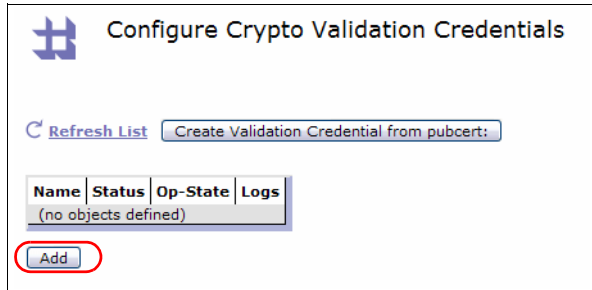 Configure Crypto Validation Credentials
Refresh List Create Validation Credential from pubcert:
Name Status Op-State Logs
(no objects defined)
Add